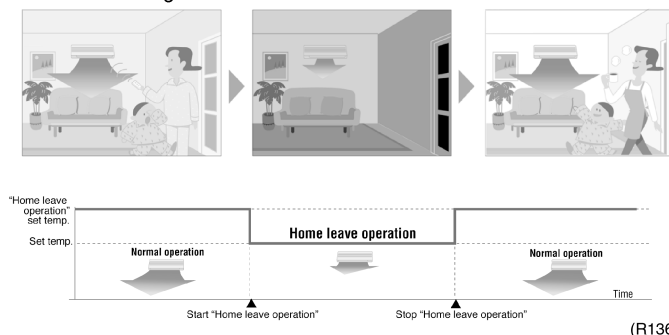 "Home leave
operation"
set temp.
Set temp.
Home leave operation
Normal operation
Normal operation
Time
Start "Home leave operation"
Stop "Home leave operation"